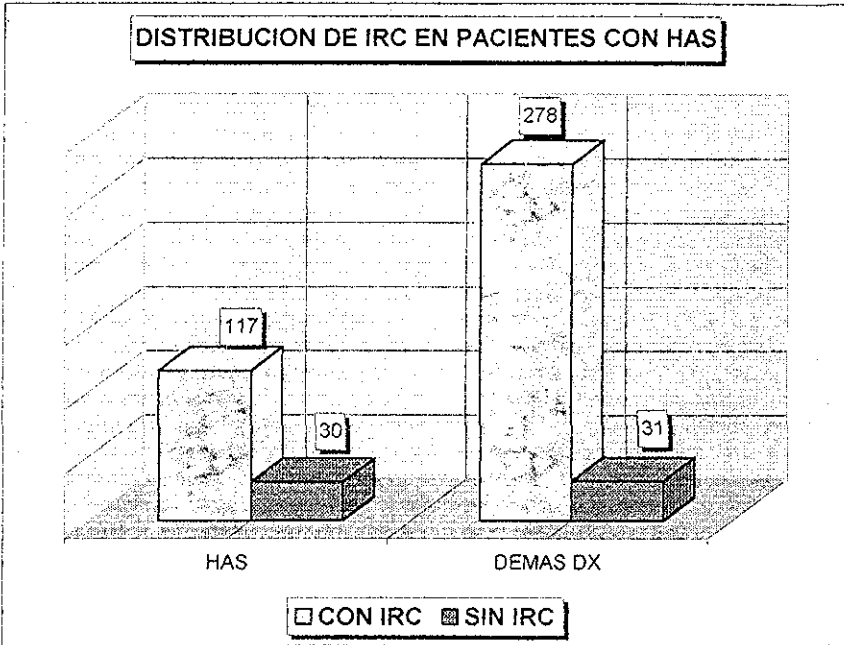 DISTRIBUCION DE IRC EN PACIENTES CON HAS
278
117
30
31
HAS DEMAS DX
CON IRC SIN IRC